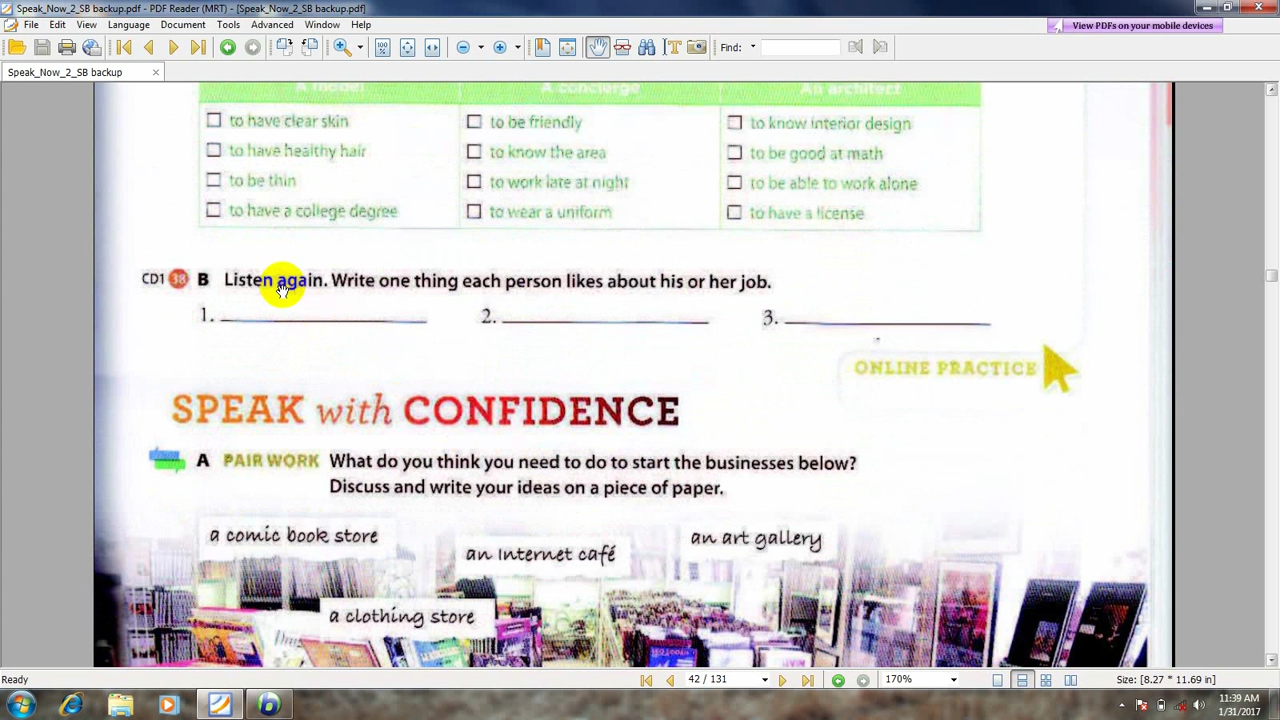 Speak_Now_2_SB backup.pdf - PDF Reader (MRT) - [Speak_Now_2_SB backup.pdf]
File Edit View Language Document Tools Advanced Window Help
View PDFs on your mobile devices
Find:
Speak_Now_2_SB backup
A model A concierge An architect
to have clear skin to be friendly to know interior design
to have healthy hair to know the area to be good at math
to be thin to work late at night to be able to work alone
to have a college degree to wear a uniform to have a license
CD1 38 B Listen again. Write one thing each person likes about his or her job.
1. 2. 3.
ONLINE PRACTICE
SPEAK with CONFIDENCE
A PAIR WORK What do you think you need to do to start the businesses below?
Discuss and write your ideas on a piece of paper.
a comic book store
an Internet café
an art gallery
a clothing store
Ready 42 / 131 170% Size: [8.27 * 11.69 in]
11:39 AM
1/31/2017